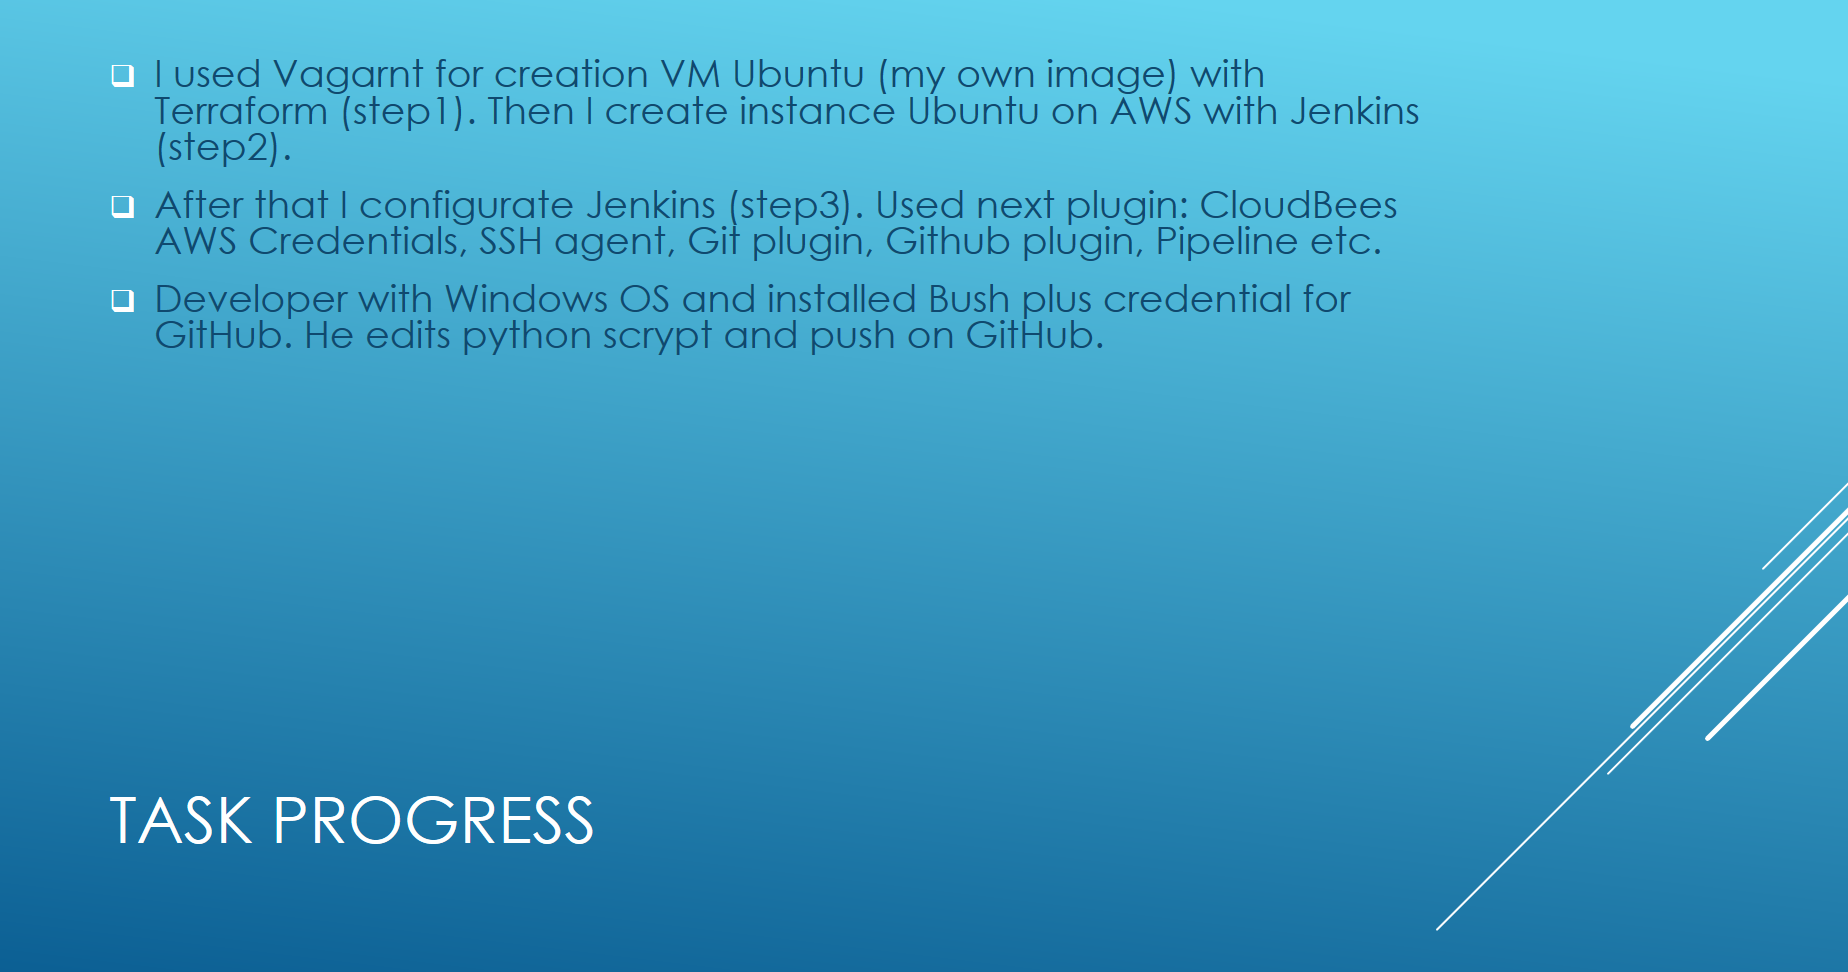 I used Vagarnt for creation VM Ubuntu (my own image) with
Terraform (step1). Then I create instance Ubuntu on AWS with Jenkins
(step2).
After that I configurate Jenkins (step3). Used next plugin: CloudBees
AWS Credentials, SSH agent, Git plugin, Github plugin, Pipeline etc.
Developer with Windows OS and installed Bush plus credential for
GitHub. He edits python scrypt and push on GitHub.
TASK PROGRESS